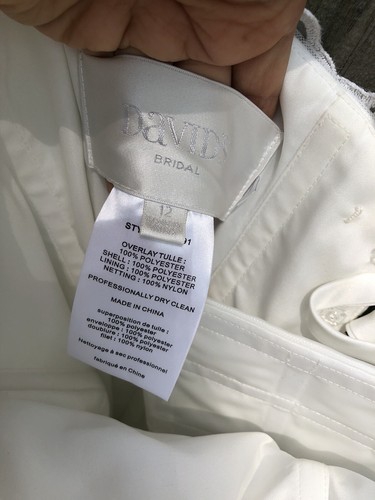 DAVID'S
BRIDAL
12
OVERLAY TULLE :
100% POLYESTER
SHELL : 100% POLYESTER
LINING : 100% POLYESTER
NETTING : 100% NYLON
PROFESSIONALLY DRY CLEAN
MADE IN CHINA
superposition de tulle :
100% polyester
enveloppe : 100% polyester
doublure : 100% polyester
filet : 100% nylon
Nettoyage à sec professionnel
fabriqué en China